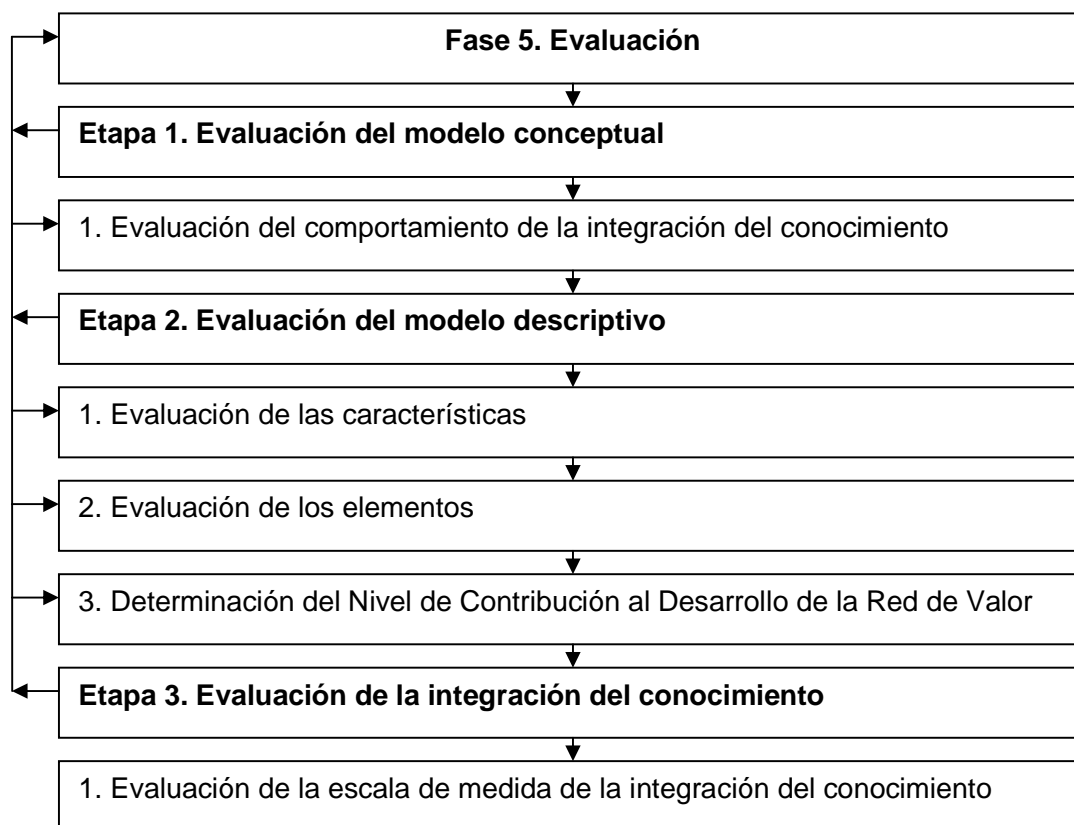 Fase 5. Evaluación
Etapa 1. Evaluación del modelo conceptual
1. Evaluación del comportamiento de la integración del conocimiento
Etapa 2. Evaluación del modelo descriptivo
1. Evaluación de las característícas
2. Evaluación de los elementos
3. Determinación del Nivel de Contribución al Desarrollo de la Red de Valor
Etapa 3. Evaluación de la integración del conocimiento
1. Evaluación de la escala de medida de la integración del conocimiento